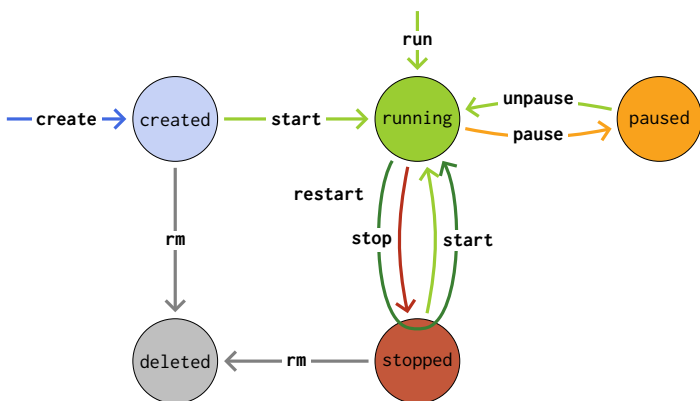 run
unpause
create
created
start
running
paused
pause
restart
rm
stop
start
deleted
rm
stopped